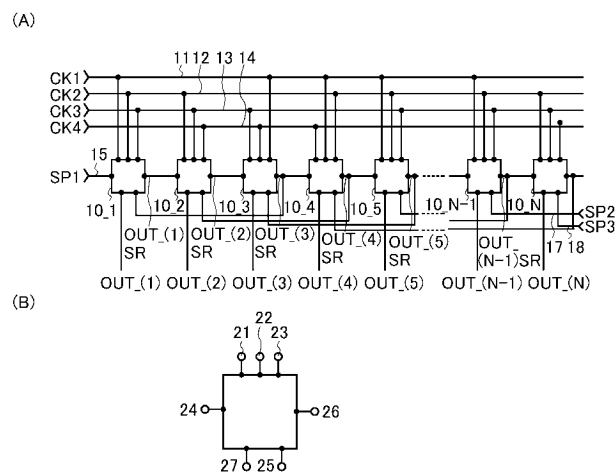 (A)
11 12 13 14
CK1
CK2
CK3
CK4
15
SP1
10_1 10_2 10_3 10_4 10_5 10_N-1 10_N
SP2
SP3
OUT_(1) SR OUT_(2) SR OUT_(3) SR OUT_(4) SR OUT_(5) SR OUT_(N-1)SR 17 18
OUT_(1) OUT_(2) OUT_(3) OUT_(4) OUT_(5) OUT_(N-1) OUT_(N)
(B)
21 22 23
24 26
27 25